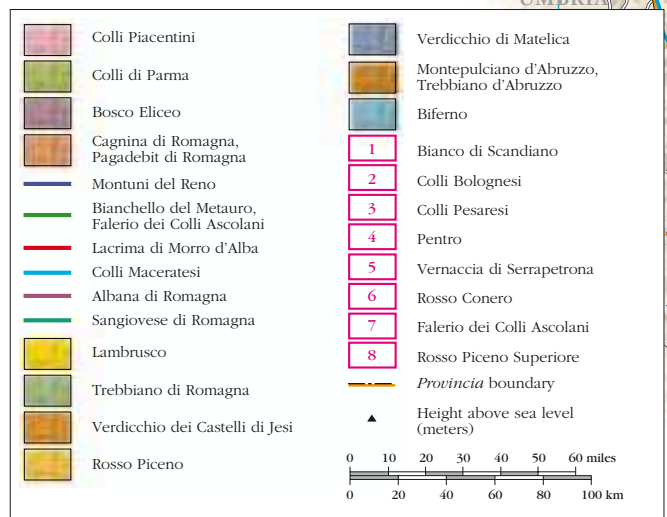 UMBRIA
Colli Piacentini
Colli di Parma
Bosco Eliceo
Cagnina di Romagna,
Pagadebit di Romagna
Montuni del Reno
Bianchello del Metauro,
Falerio dei Colli Ascolani
Lacrima di Morro d'Alba
Colli Maceratesi
Albana di Romagna
Sangiovese di Romagna
Lambrusco
Trebbiano di Romagna
Verdicchio dei Castelli di Jesi
Rosso Piceno
Verdicchio di Matelica
Montepulciano d'Abruzzo,
Trebbiano d'Abruzzo
Biferno
1 Bianco di Scandiano
2 Colli Bolognesi
3 Colli Pesaresi
4 Pentro
5 Vernaccia di Serrapetrona
6 Rosso Conero
7 Falerio dei Colli Ascolani
8 Rosso Piceno Superiore
Provincia boundary
Height above sea level
(meters)
0 10 20 30 40 50 60 miles
0 20 40 60 80 100 km